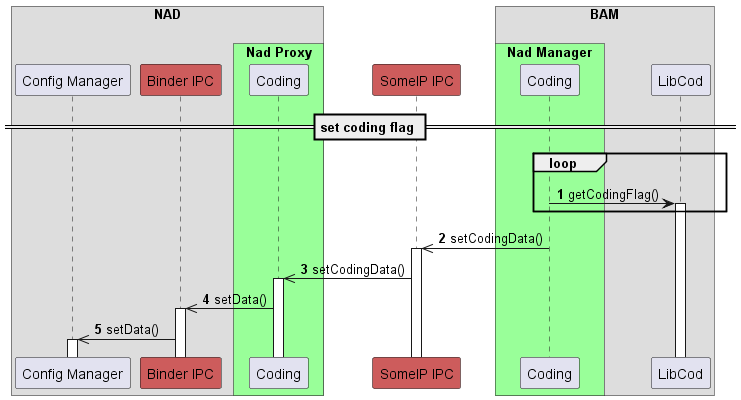 NAD
BAM
Nad Proxy
Nad Manager
Config Manager
Binder IPC
Coding
SomeIP IPC
Coding
LibCod
set coding flag
loop
1 getCodingFlag()
2 setCodingData()
3 setCodingData()
4 setData()
5 setData()
Config Manager
Binder IPC
Coding
SomeIP IPC
Coding
LibCod